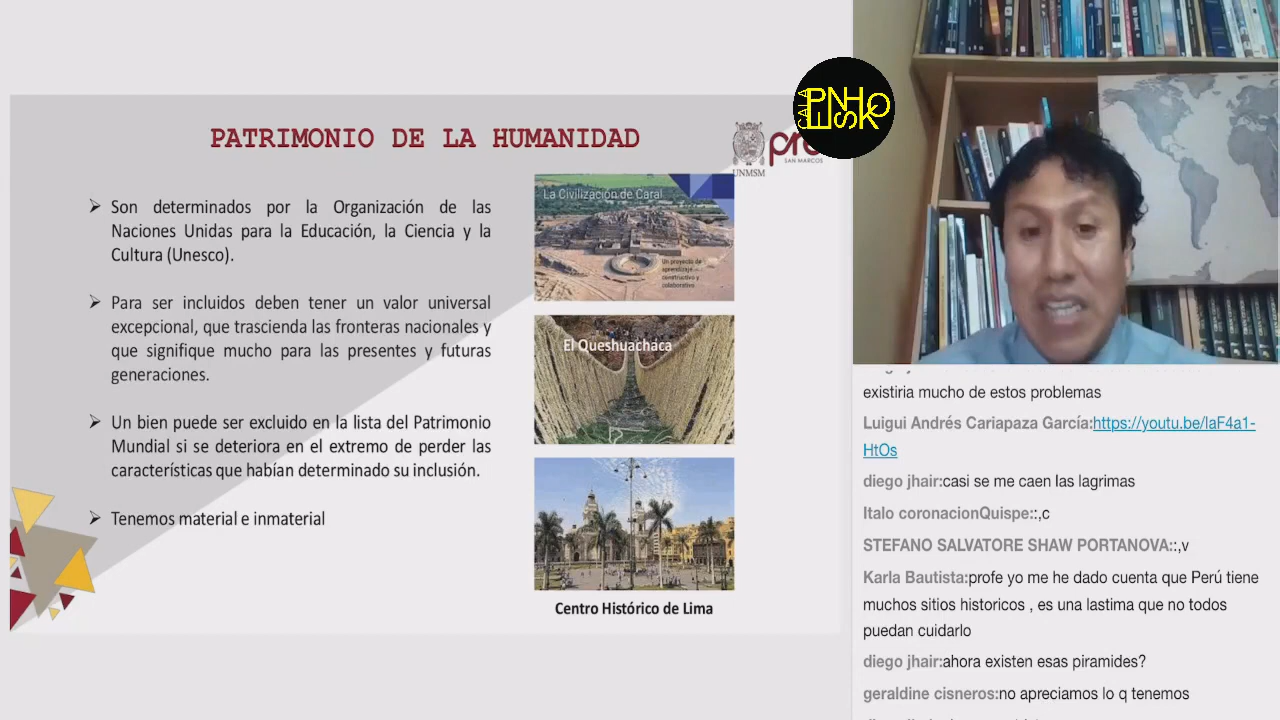 PATRIMONIO DE LA HUMANIDAD
UNMSM
SAN MARCOS
Son determinados por la Organización de las
Naciones Unidas para la Educación, la Ciencia y la
Cultura (Unesco).
Para ser incluidos deben tener un valor universal
excepcional, que trascienda las fronteras nacionales y
que signifique mucho para las presentes y futuras
generaciones.
Un bien puede ser excluido en la lista del Patrimonio
Mundial si se deteriora en el extremo de perder las
características que habían determinado su inclusión.
Tenemos material e inmaterial
La Civilización de Caral
Un proyecto de
aprendizaje
constructivo y
colaborativo
El Queshuachaca
Centro Histórico de Lima
existiria mucho de estos problemas
Luigui Andrés Cariapaza García:https://youtu.be/laF4a1-
HtOs
diego jhair:casi se me caen las lagrimas
Italo coronacionQuispe::,c
STEFANO SALVATORE SHAW PORTANOVA::,v
Karla Bautista:profe yo me he dado cuenta que Perú tiene
muchos sitios historicos , es una lastima que no todos
puedan cuidarlo
diego jhair:ahora existen esas piramides?
geraldine cisneros:no apreciamos lo q tenemos